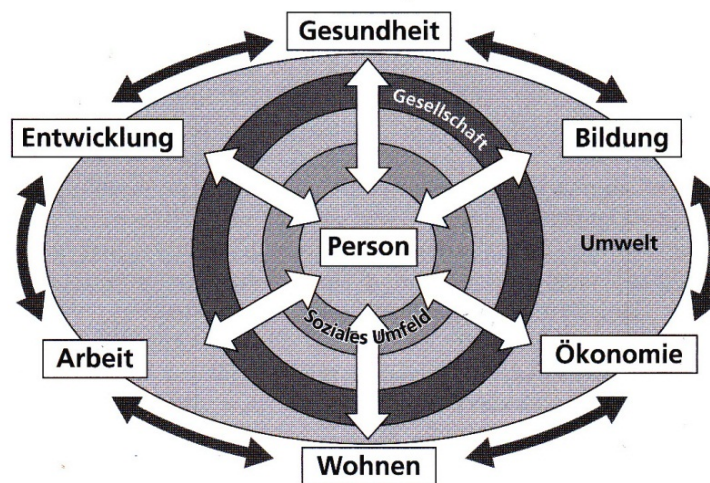 Gesundheit
Gesellschaft
Entwicklung
Bildung
Person
Umwelt
Soziales Umfeld
Arbeit
Ökonomie
Wohnen